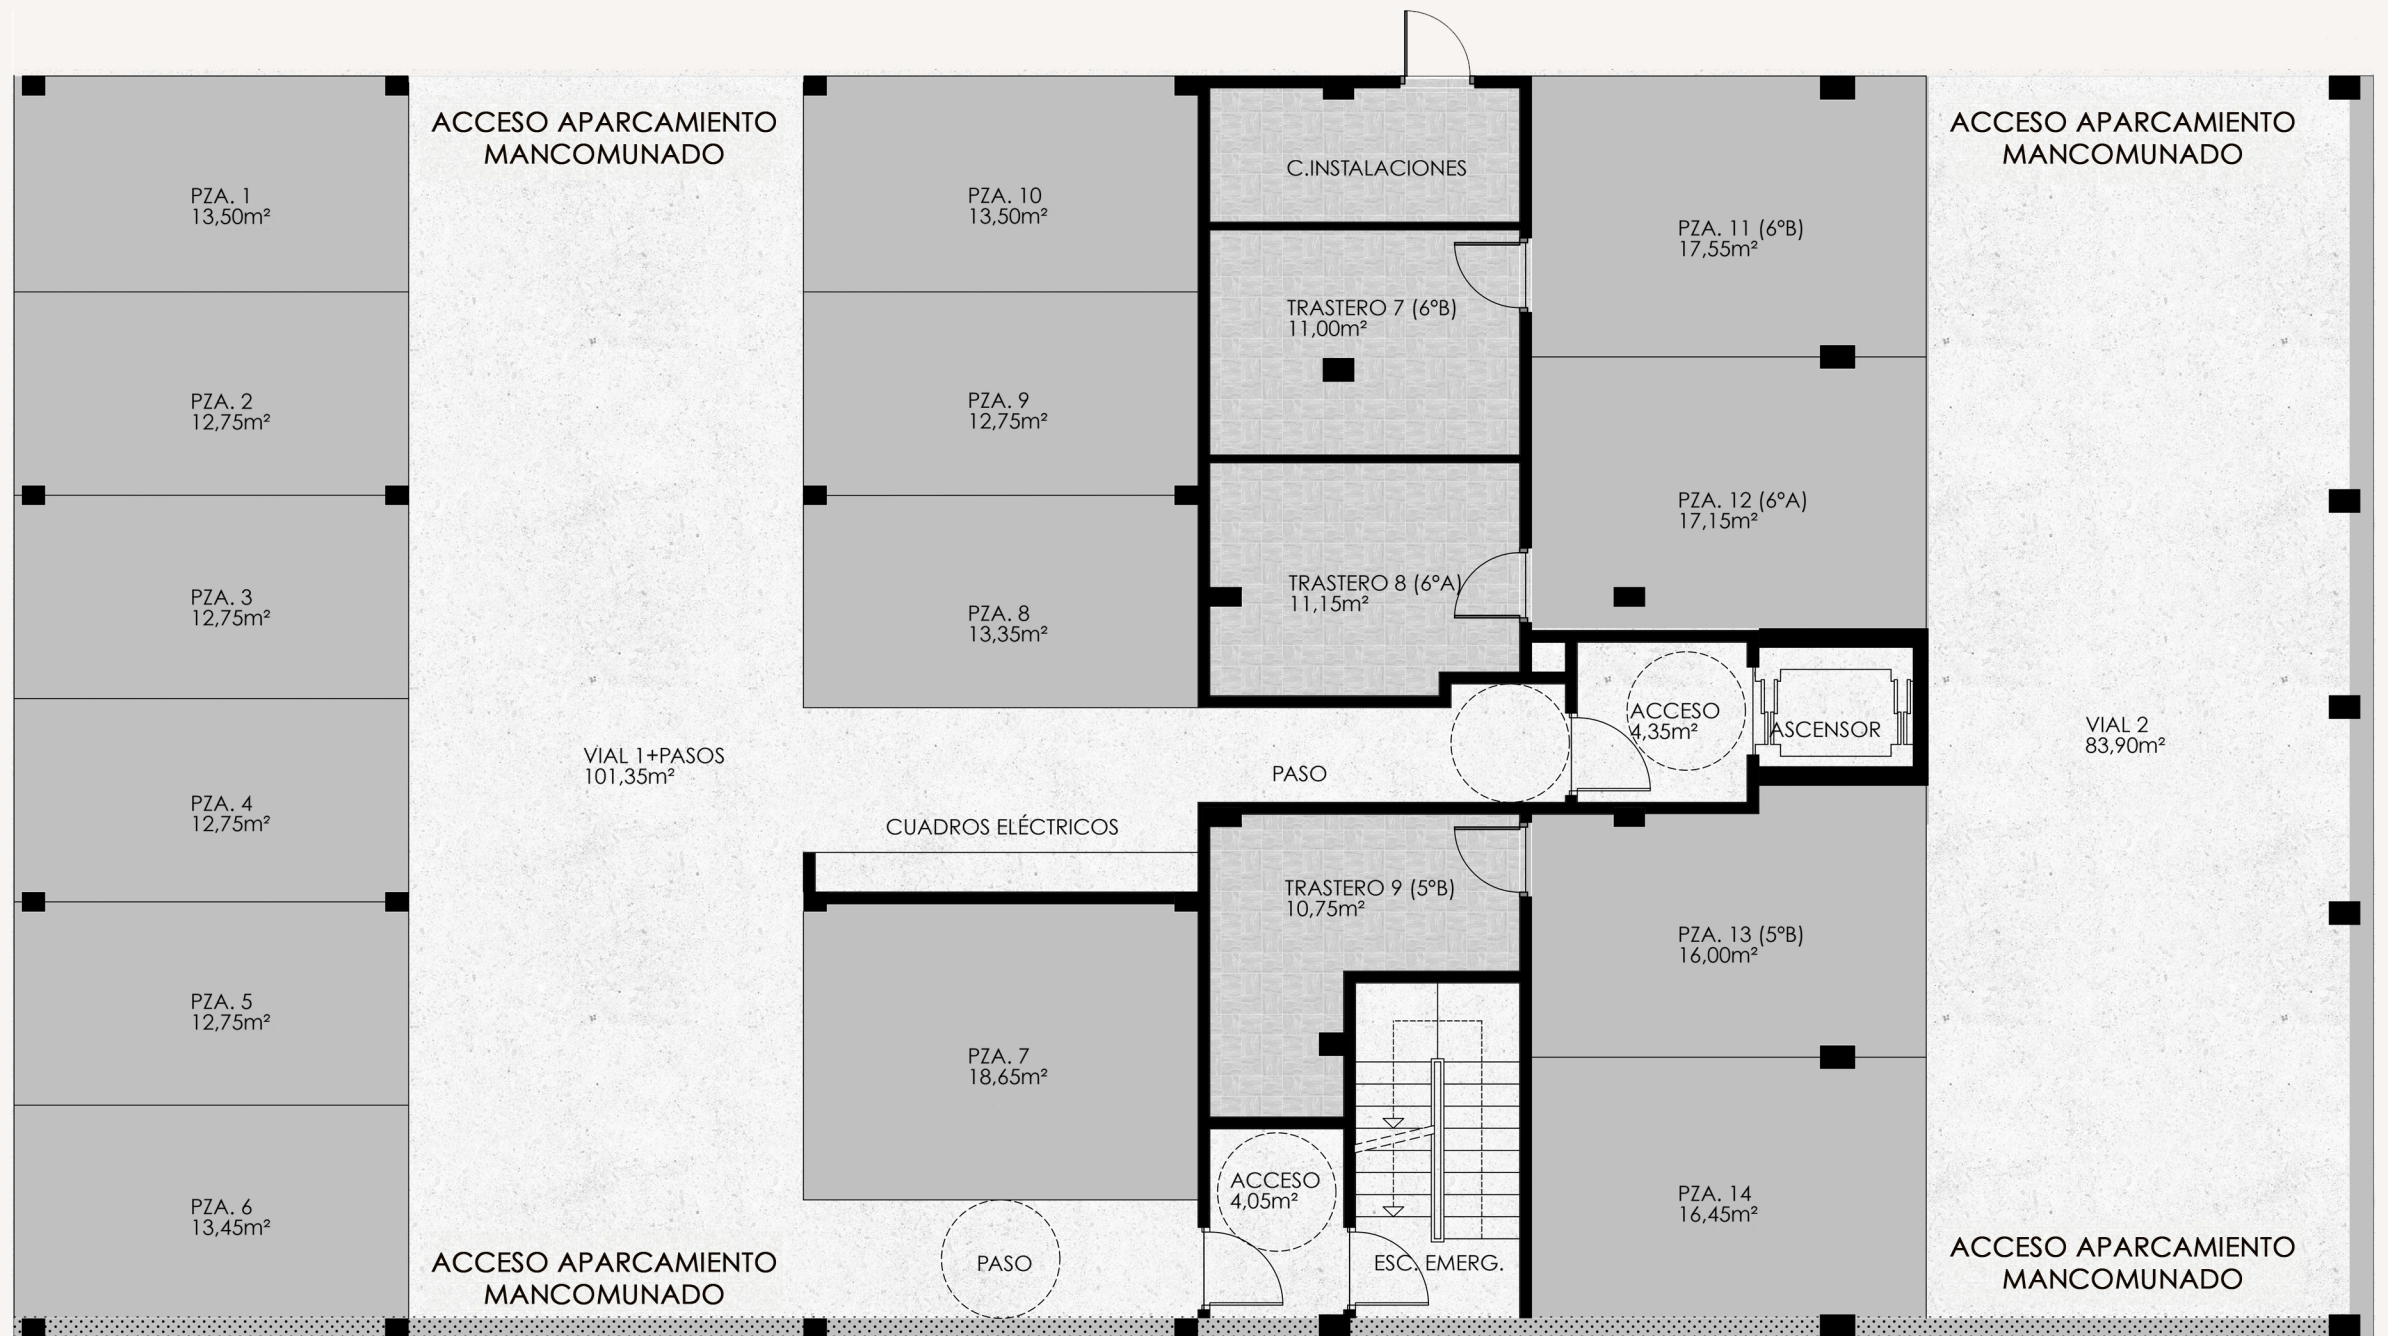 ACCESO APARCAMIENTO
MANCOMUNADO
ACCESO APARCAMIENTO
MANCOMUNADO
PZA. 1
13,50m²
PZA. 10
13,50m²
C.INSTALACIONES
PZA. 11 (6ºB)
17,55m²
TRASTERO 7 (6ºB)
11,00m²
PZA. 2
12,75m²
PZA. 9
12,75m²
PZA. 12 (6ºA)
17,15m²
PZA. 3
12,75m²
PZA. 8
13,35m²
TRASTERO 8 (6ºA)
11,15m²
ACCESO
4,35m²
ASCENSOR
VIAL 2
83,90m²
VIAL 1+PASOS
101,35m²
PASO
PZA. 4
12,75m²
CUADROS ELÉCTRICOS
TRASTERO 9 (5ºB)
10,75m²
PZA. 13 (5ºB)
16,00m²
PZA. 5
12,75m²
PZA. 7
18,65m²
ACCESO
4,05m²
PZA. 14
16,45m²
PZA. 6
13,45m²
PASO
ESC. EMERG.
ACCESO APARCAMIENTO
MANCOMUNADO
ACCESO APARCAMIENTO
MANCOMUNADO